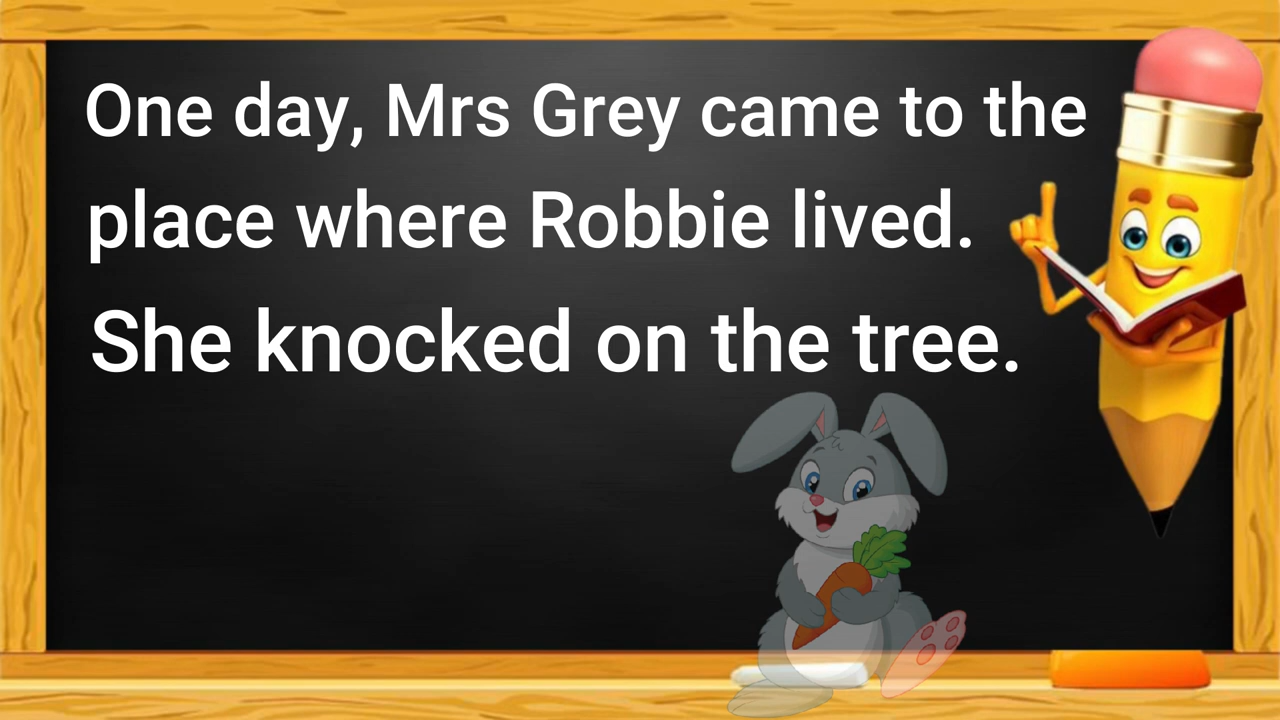 One day, Mrs Grey came to the
place where Robbie lived.
She knocked on the tree.